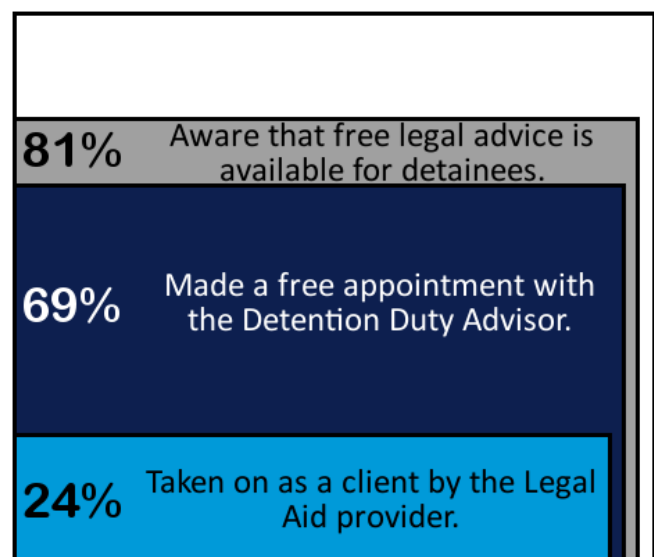 81%
Aware that free legal advice is
available for detainees.
69%
Made a free appointment with
the Detention Duty Advisor.
24%
Taken on as a client by the Legal
Aid provider.